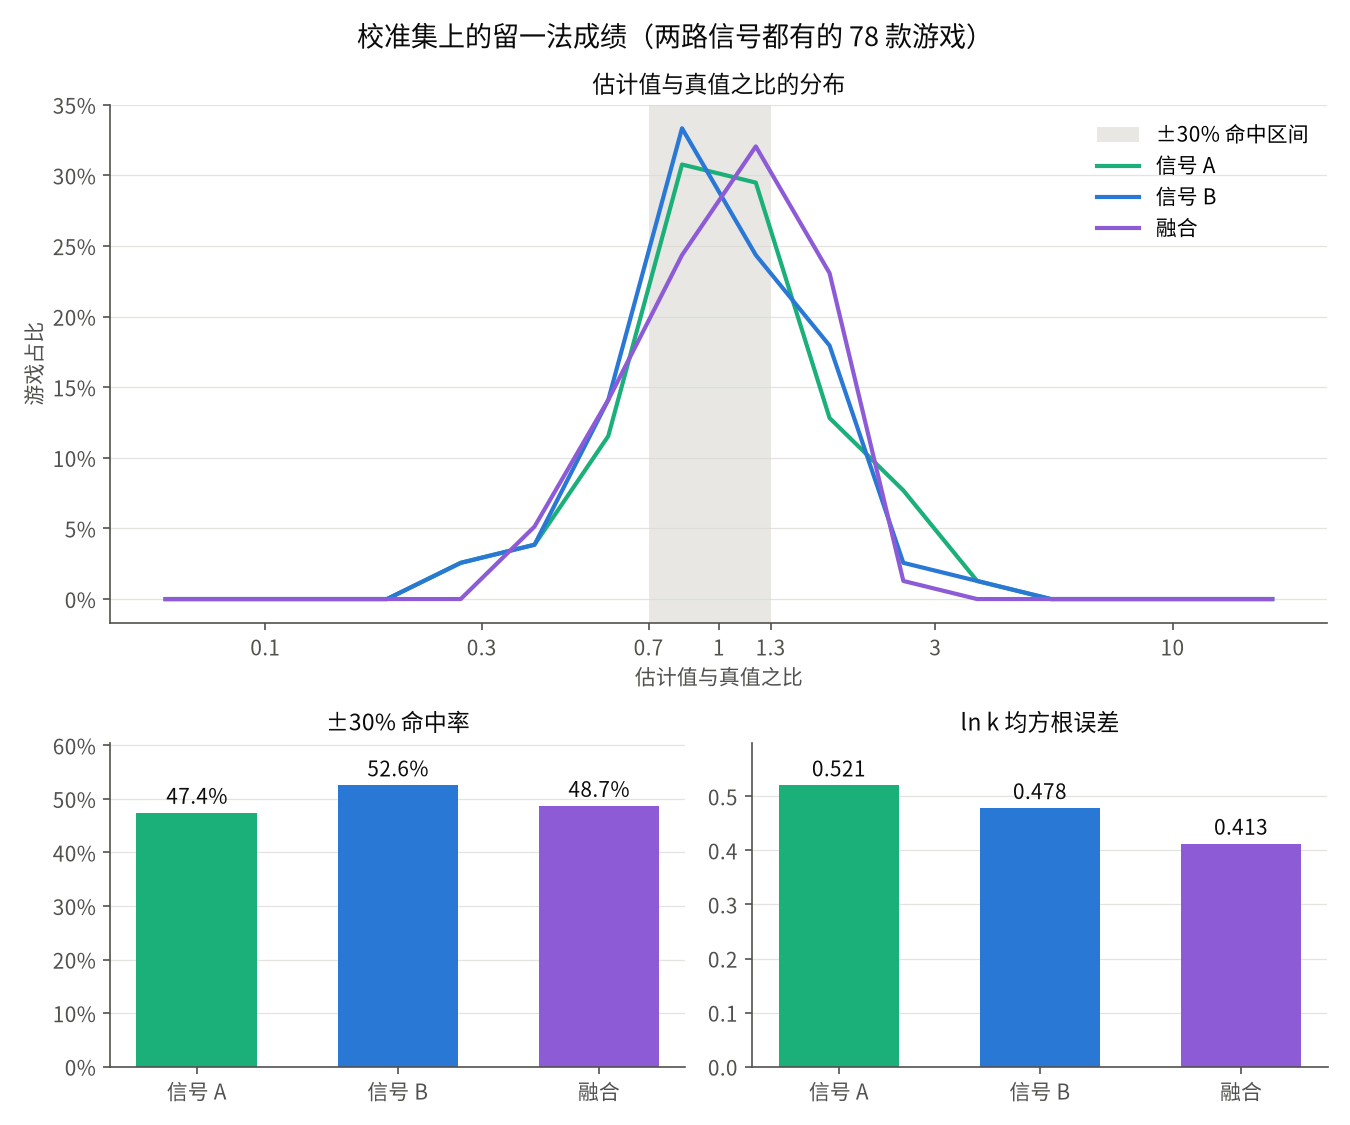 校准集上的留一法成绩（两路信号都有的 78 款游戏）
估计值与真值之比的分布
35%
30%
25%
20%
15%
10%
5%
0%
游戏占比
±30% 命中区间
信号 A
信号 B
融合
0.1
0.3
0.7
1
1.3
3
10
估计值与真值之比
±30% 命中率
60%
50%
40%
30%
20%
10%
0%
47.4%
52.6%
48.7%
信号 A
信号 B
融合
ln k 均方根误差
0.5
0.4
0.3
0.2
0.1
0.0
0.521
0.478
0.413
信号 A
信号 B
融合